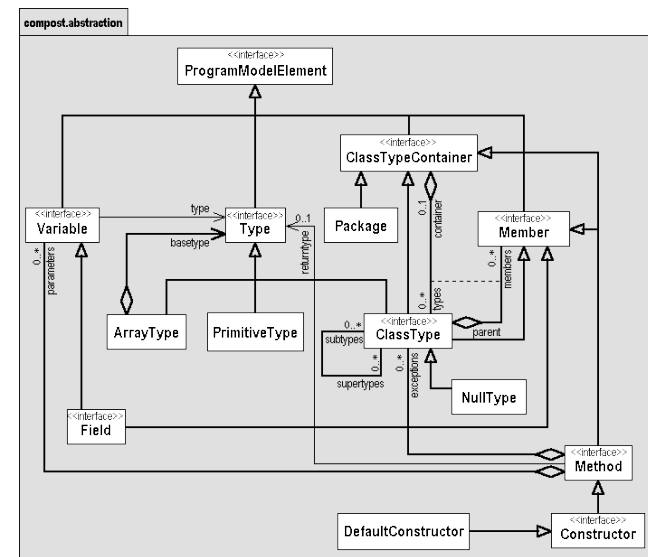 compost.abstraction
<<interface>>
ProgramModelElement
<<interface>>
ClassTypeContainer
<<interface>>
Variable
type
<<interface>>
Type
0..1
Package
0..1
container
<<interface>>
Member
0..*
parameters
basetype
returntype
0..*
members
ArrayType
PrimitiveType
0..*
types
<<interface>>
ClassType
parent
0..*
subtypes
0..*
supertypes
0..*
exceptions
NullType
<<interface>>
Field
<<interface>>
Method
DefaultConstructor
<<interface>>
Constructor